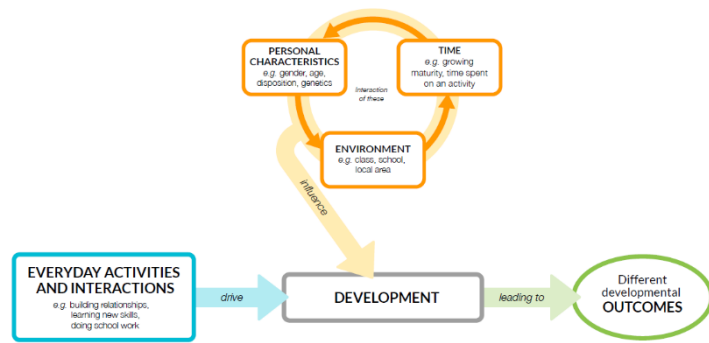 PERSONAL
CHARACTERISTICS
e.g. gender, age,
disposition, genetics
TIME
e.g. growing
maturity, time spent
on an activity
Interaction
of these
ENVIRONMENT
e.g. class, school,
local area
influence
EVERYDAY ACTIVITIES
AND INTERACTIONS
e.g. building relationships,
learning new skills,
doing school work
drive
DEVELOPMENT
leading to
Different
developmental
OUTCOMES